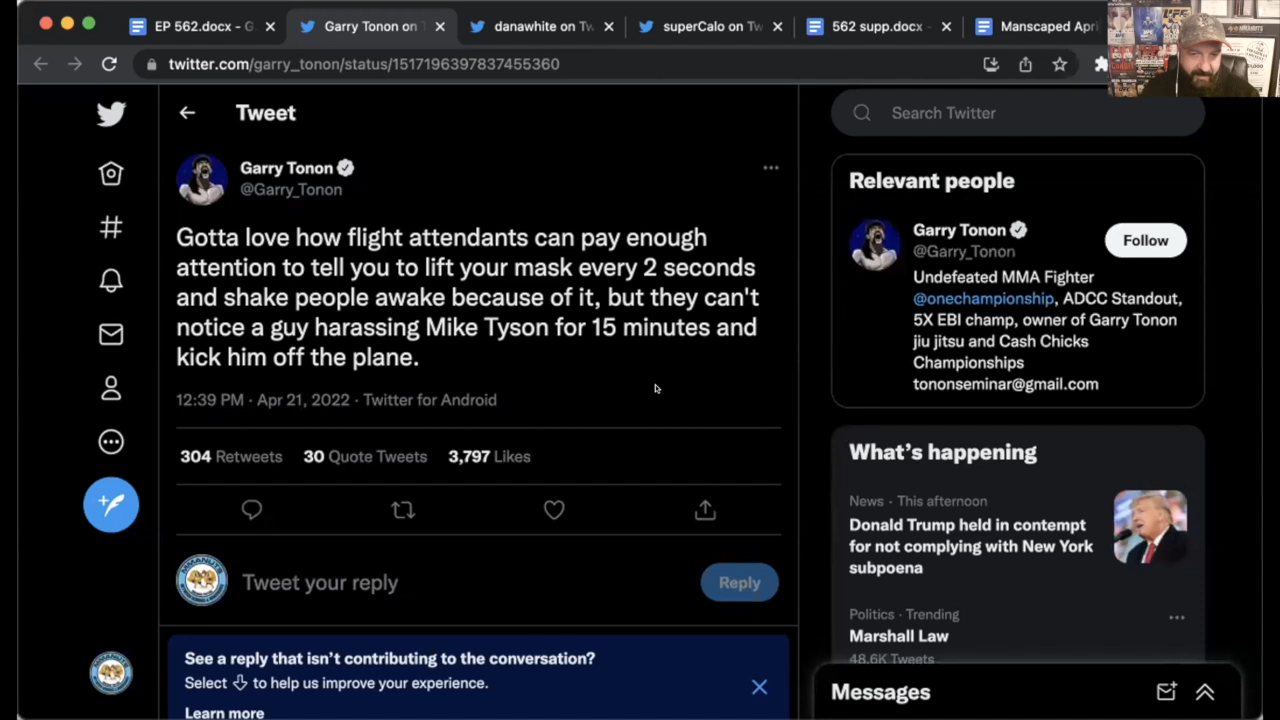 EP 562.docx - G
Garry Tonon on T
danawhite on Tw
superCalo on Tw
562 supp.docx -
Manscaped Apri
twitter.com/garry_tonon/status/1517196397837455360
Tweet
Search Twitter
Garry Tonon
@Garry_Tonon
Gotta love how flight attendants can pay enough
attention to tell you to lift your mask every 2 seconds
and shake people awake because of it, but they can't
notice a guy harassing Mike Tyson for 15 minutes and
kick him off the plane.
12:39 PM · Apr 21, 2022 · Twitter for Android
304 Retweets 30 Quote Tweets 3,797 Likes
Tweet your reply
Reply
See a reply that isn't contributing to the conversation?
Select to help us improve your experience.
Learn more
Relevant people
Garry Tonon
@Garry_Tonon
Follow
Undefeated MMA Fighter
@onechampionship, ADCC Standout,
5X EBI champ, owner of Garry Tonon
jiu jitsu and Cash Chicks
Championships
tononseminar@gmail.com
What's happening
News · This afternoon
Donald Trump held in contempt
for not complying with New York
subpoena
Politics · Trending
Marshall Law
48.6K Tweets
Messages